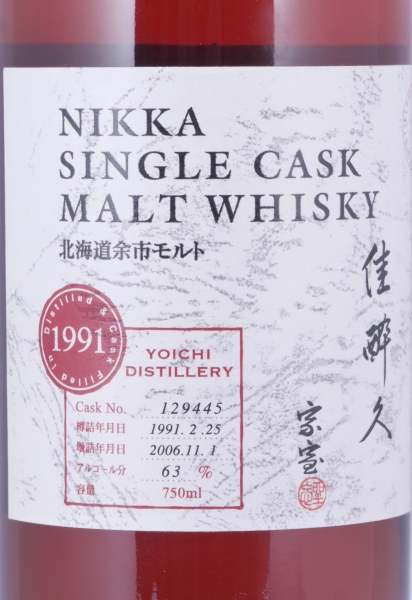 NIKKA
SINGLE CASK
MALT WHISKY
北海道余市モルト
佳酔久
宗室
Distilled & Cask Filled in
1991
YOICHI
DISTILLERY
Cask No. 129445
樽詰年月日 1991.2.25
壜詰年月日 2006.11.1
アルコール分 63 %
容量 750ml